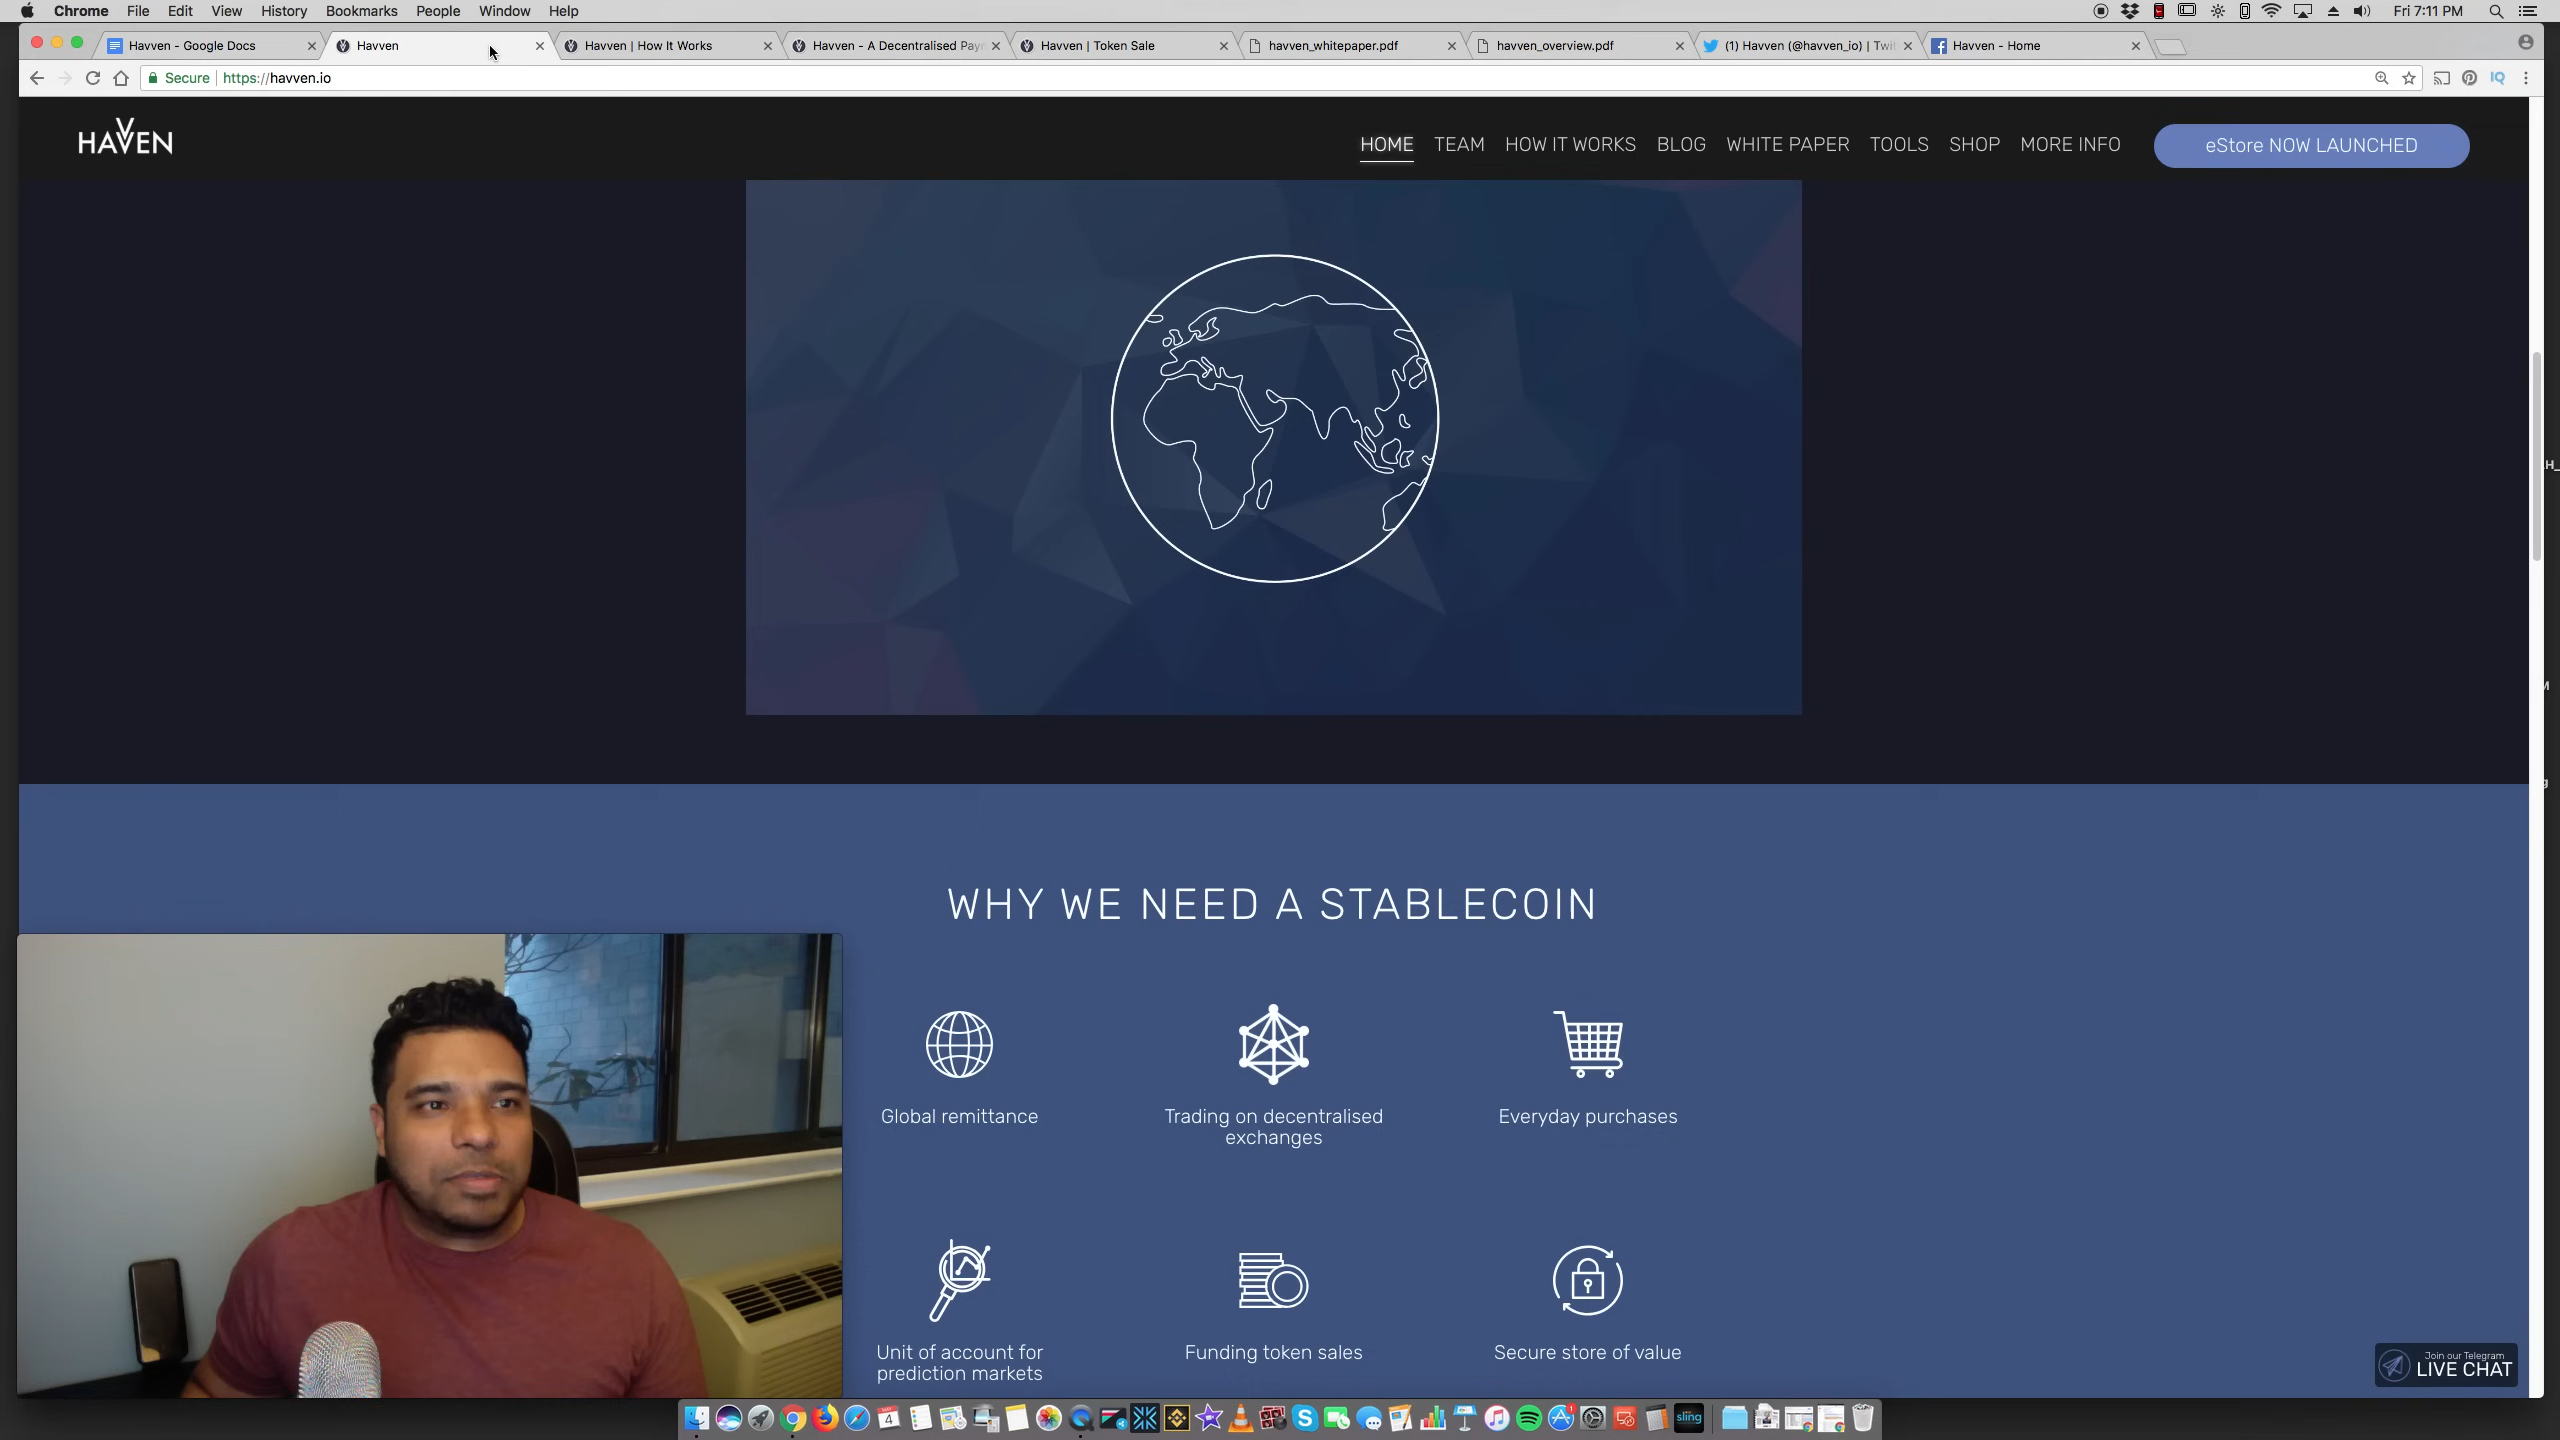 Chrome File Edit View History Bookmarks People Window Help Fri 7:11 PM
Havven - Google Docs Havven Havven | How It Works Havven - A Decentralised Pay Havven | Token Sale havven_whitepaper.pdf havven_overview.pdf (1) Havven (@havven_io) | Twi Havven - Home
Secure https://havven.io IQ
HAVVEN HOME TEAM HOW IT WORKS BLOG WHITE PAPER TOOLS SHOP MORE INFO eStore NOW LAUNCHED
WHY WE NEED A STABLECOIN
Global remittance
Trading on decentralised
exchanges
Everyday purchases
Unit of account for
prediction markets
Funding token sales
Secure store of value
Join our Telegram
LIVE CHAT
4
sling